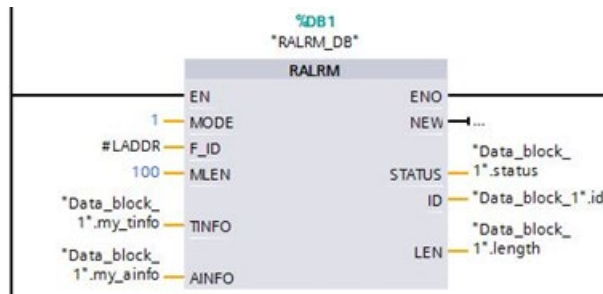 %DB1
"RALRM_DB"
RALRM
EN ENO
1 MODE NEW ...
#LADDR F_ID
100 MLEN STATUS "Data_block_
1".status
ID "Data_block_1".id
"Data_block_
1".my_tinfo TINFO
LEN "Data_block_
1".length
"Data_block_
1".my_ainfo AINFO